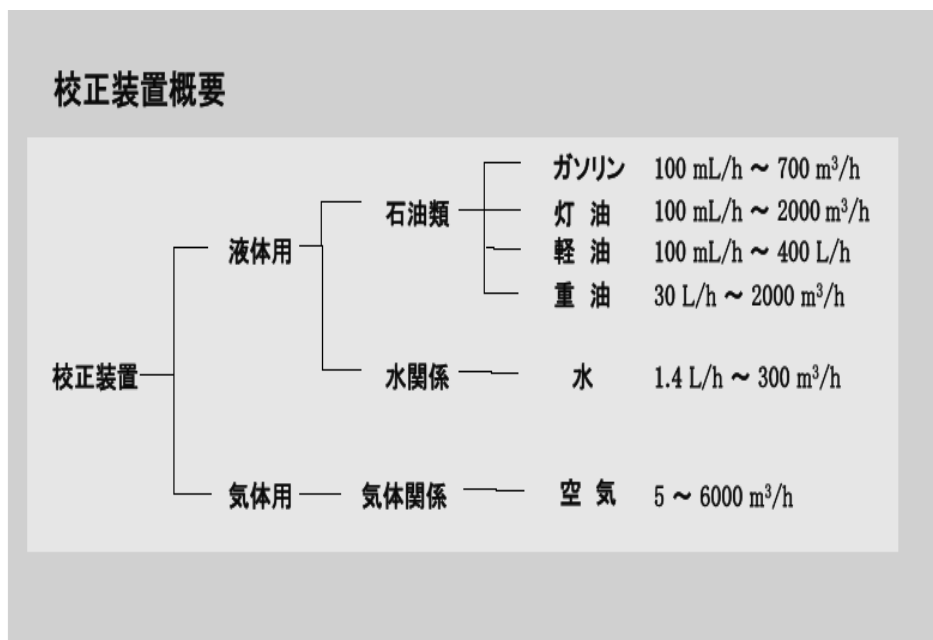 校正装置概要
校正装置
液体用
石油類
ガソリン 100 mL/h ～ 700 m³/h
灯 油 100 mL/h ～ 2000 m³/h
軽 油 100 mL/h ～ 400 L/h
重 油 30 L/h ～ 2000 m³/h
水関係 水 1.4 L/h ～ 300 m³/h
気体用 気体関係 空 気 5 ～ 6000 m³/h